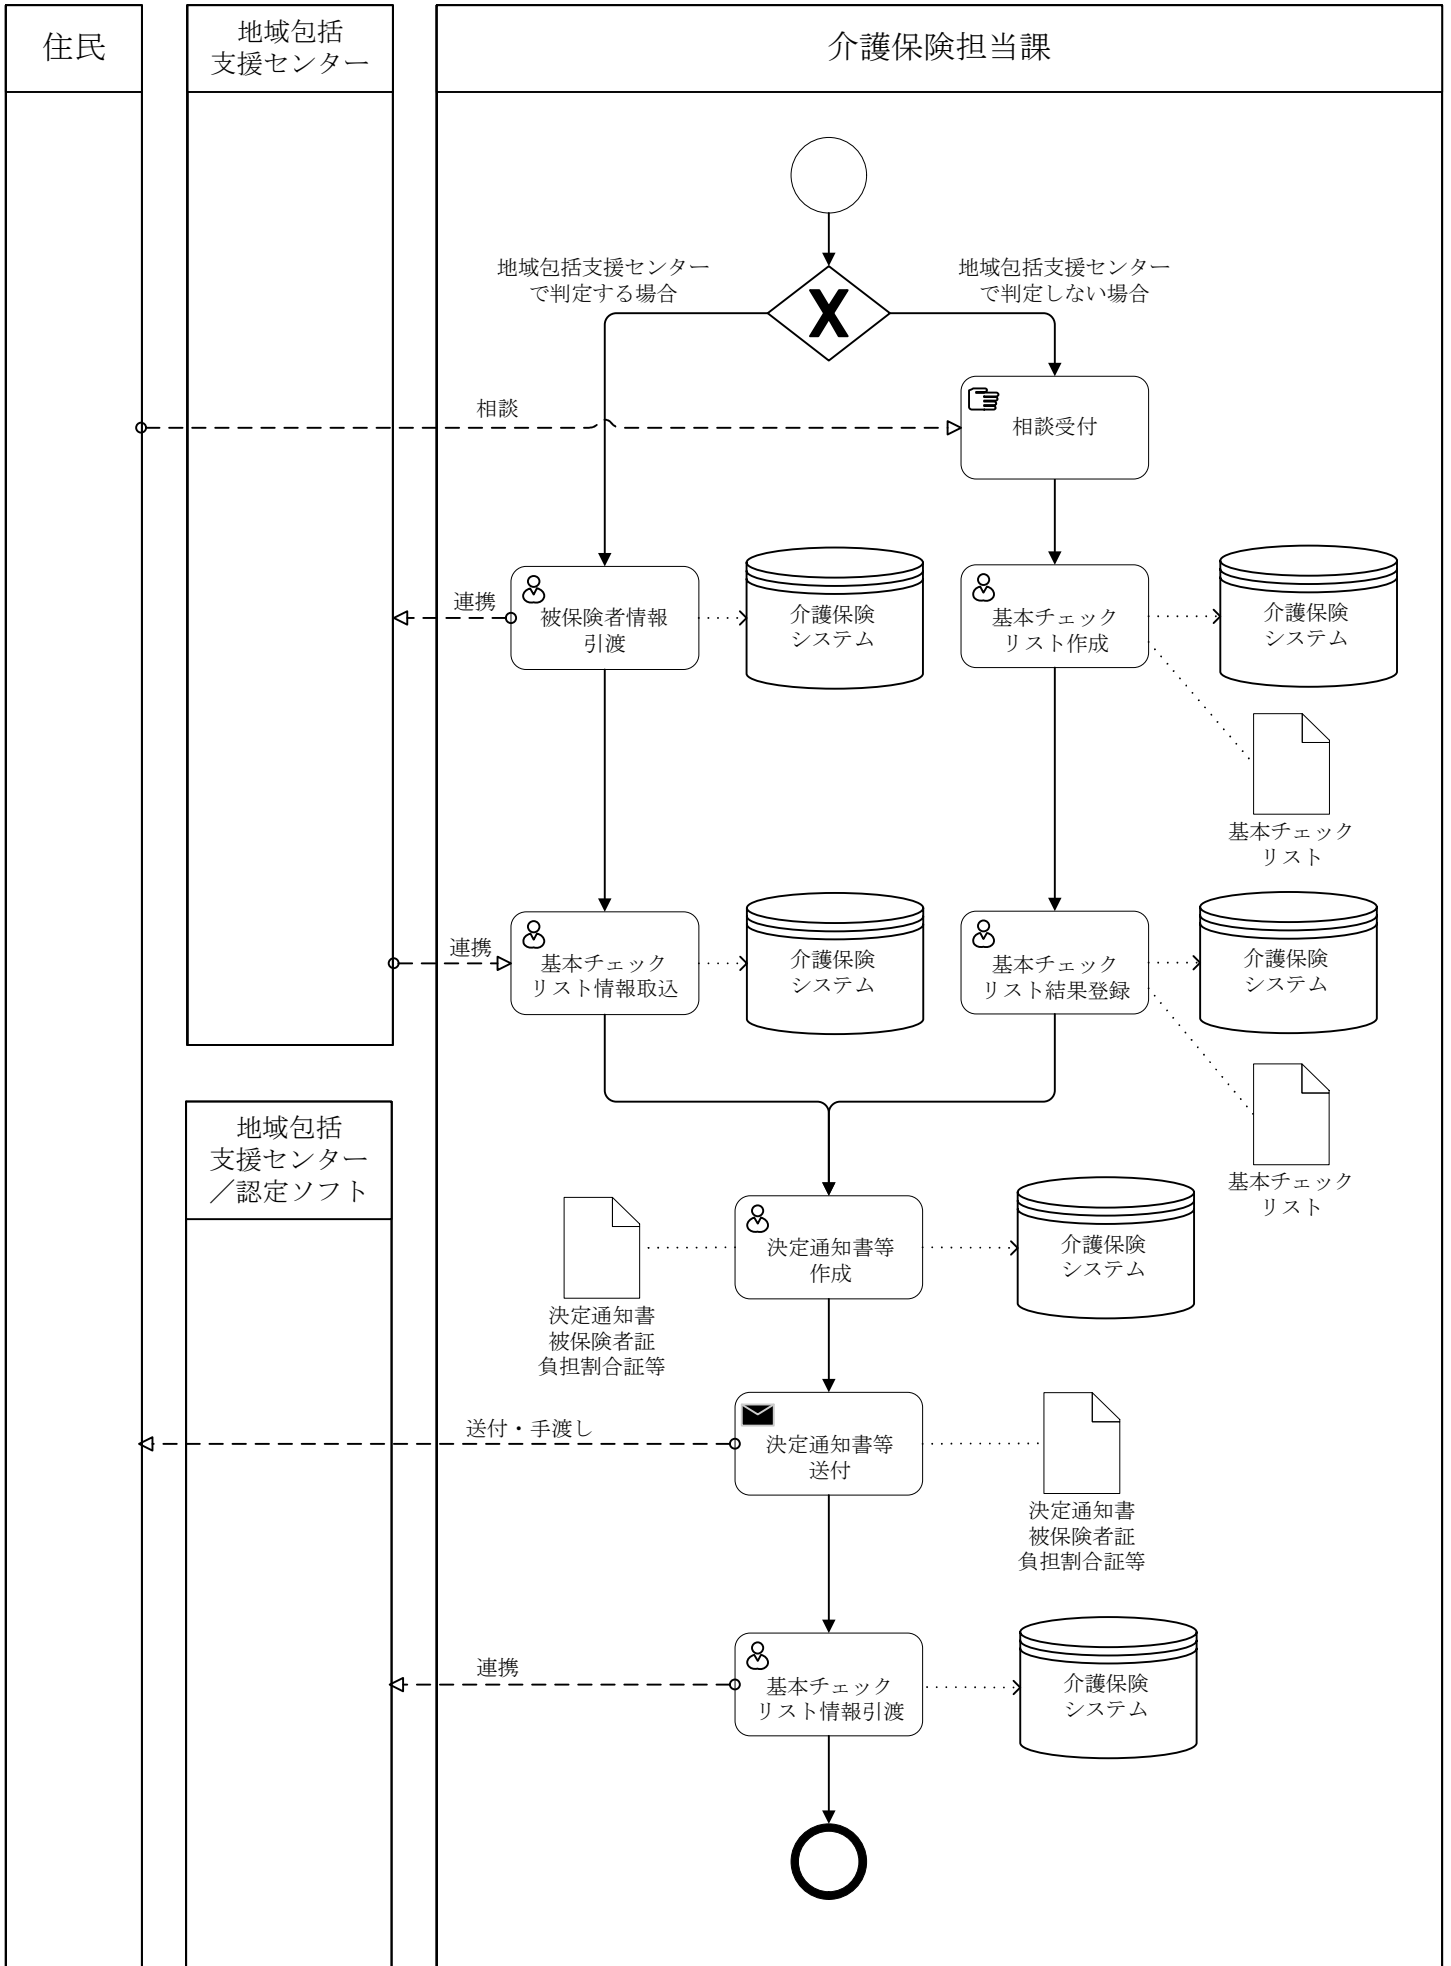 住民
地域包括
支援センター
介護保険担当課
地域包括支援センター
で判定する場合
地域包括支援センター
で判定しない場合
相談
相談受付
連携
被保険者情報
引渡
介護保険
システム
基本チェック
リスト作成
介護保険
システム
基本チェック
リスト
連携
基本チェック
リスト情報取込
介護保険
システム
基本チェック
リスト結果登録
介護保険
システム
基本チェック
リスト
地域包括
支援センター
／認定ソフト
決定通知書等
作成
介護保険
システム
決定通知書
被保険者証
負担割合証等
送付・手渡し
決定通知書等
送付
決定通知書
被保険者証
負担割合証等
連携
基本チェック
リスト情報引渡
介護保険
システム